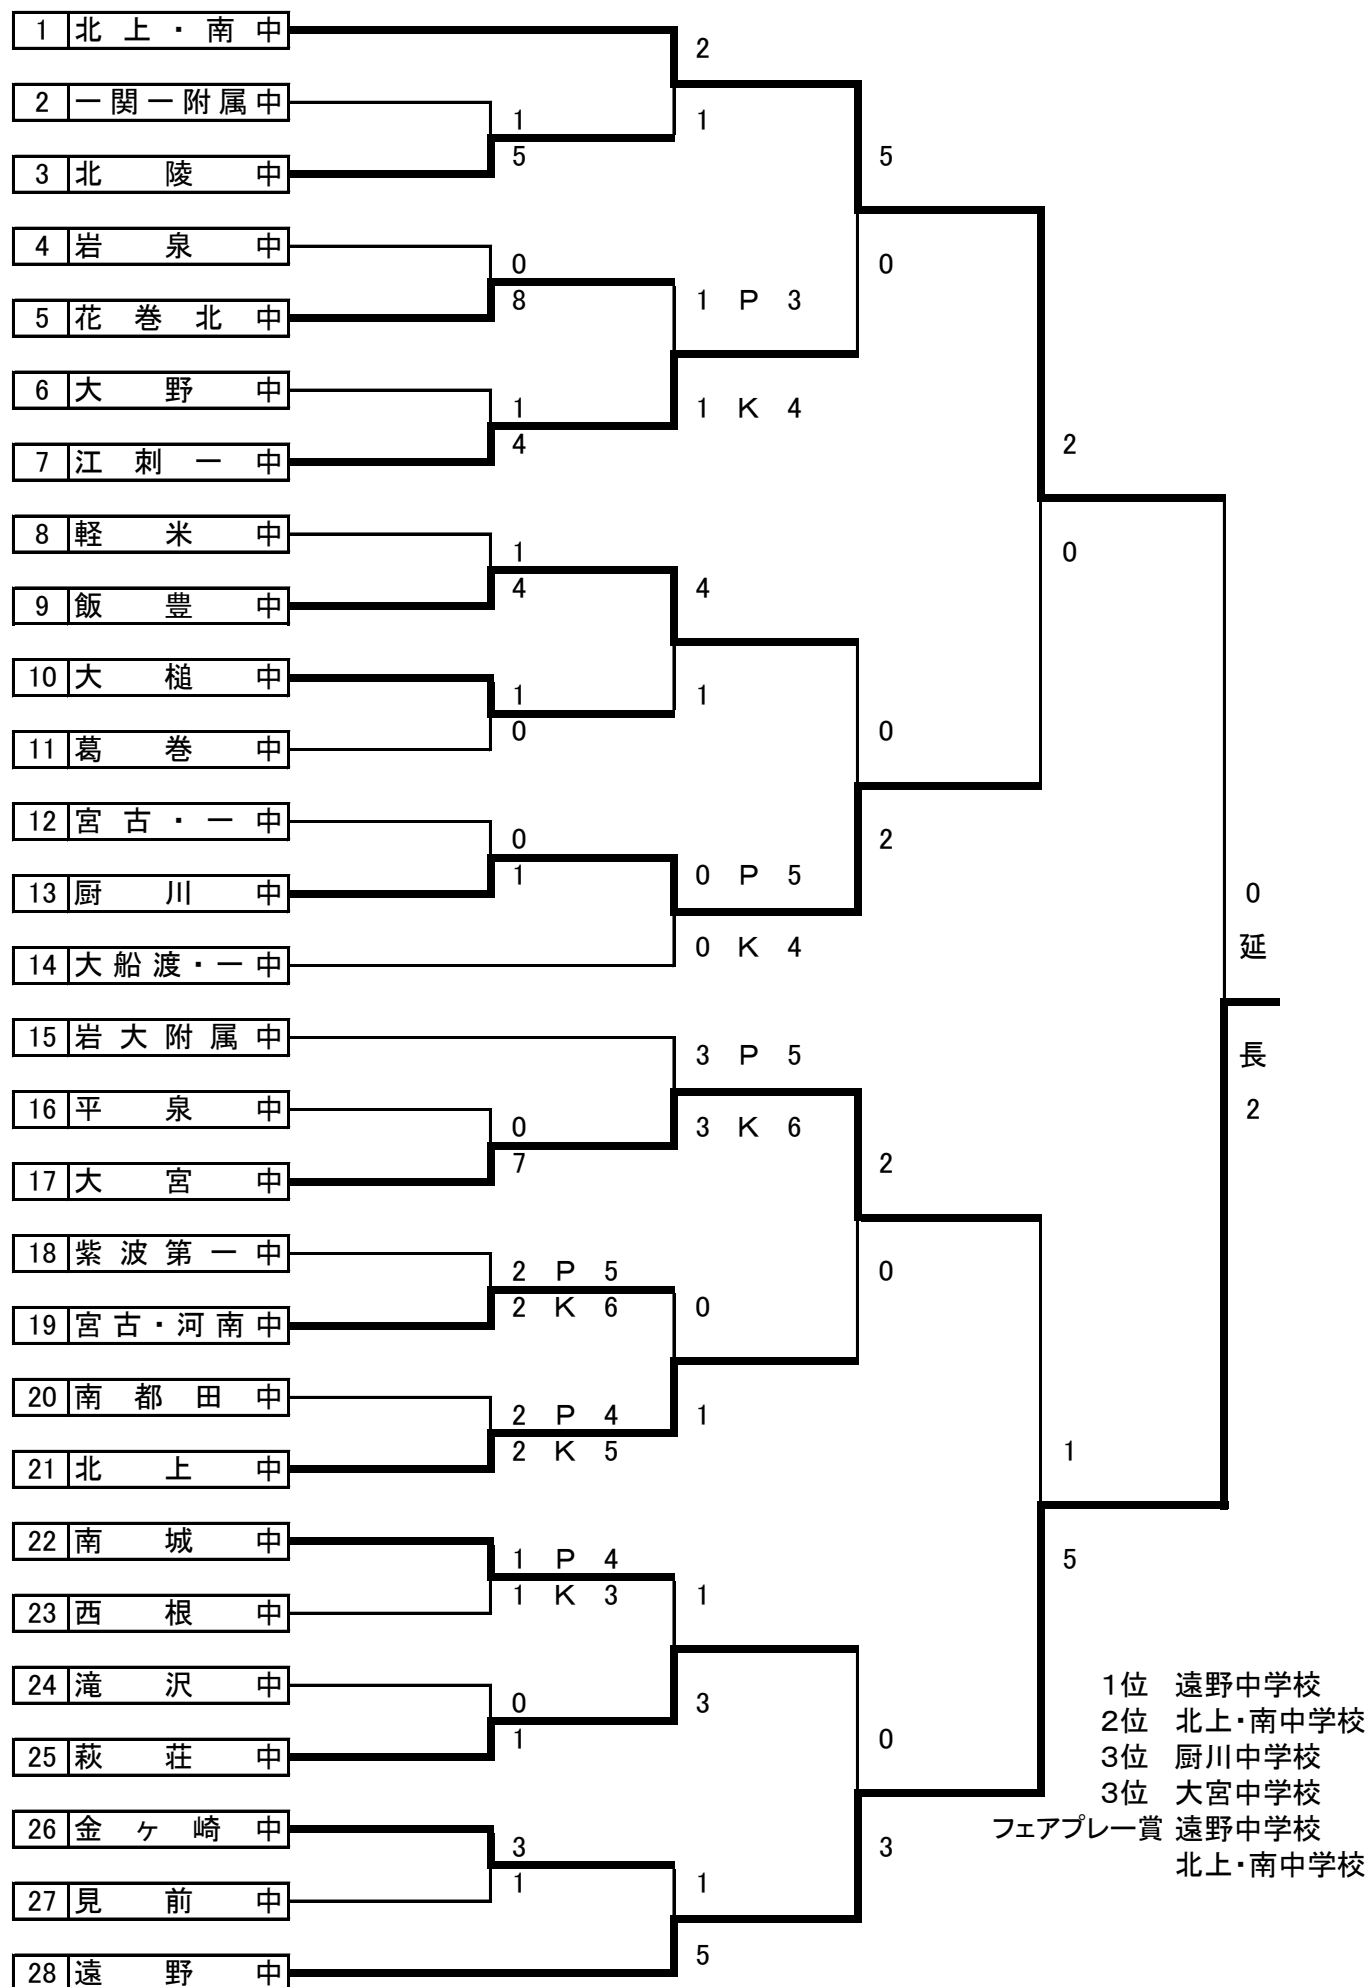 1 北上・南中
2 一関一附属中
3 北陵中
4 岩泉中
5 花巻北中
6 大野中
7 江刺一中
8 軽米中
9 飯豊中
10 大槌中
11 葛巻中
12 宮古・一中
13 厨川中
14 大船渡・一中
15 岩大附属中
16 平泉中
17 大宮中
18 紫波第一中
19 宮古・河南中
20 南都田中
21 北上中
22 南城中
23 西根中
24 滝沢中
25 萩荘中
26 金ヶ崎中
27 見前中
28 遠野中
1
5
0
8
1
4
1
4
1
0
0
1
0
7
2 P 5
2 K 6
2 P 4
2 K 5
1 P 4
1 K 3
0
1
3
1
2
1
1 P 3
1 K 4
4
1
0 P 5
0 K 4
3 P 5
3 K 6
0
1
1
3
1
5
5
0
0
2
2
0
0
3
2
0
1
5
0
延
長
2
1位 遠野中学校
2位 北上・南中学校
3位 厨川中学校
3位 大宮中学校
フェアプレー賞 遠野中学校
北上・南中学校